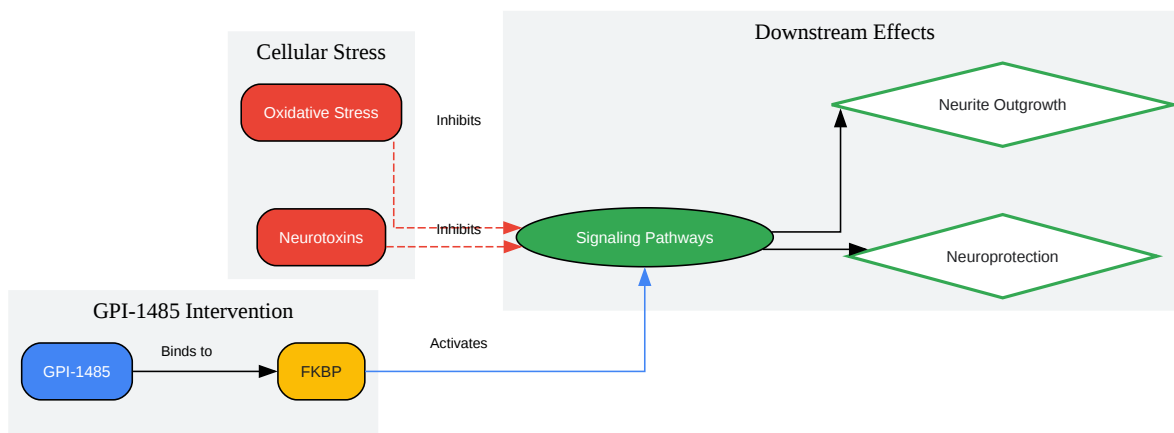 Downstream Effects
Cellular Stress
Oxidative Stress
Inhibits
Neurite Outgrowth
Neurotoxins
Inhibits
Signaling Pathways
Neuroprotection
GPI-1485 Intervention
GPI-1485
Binds to
FKBP
Activates